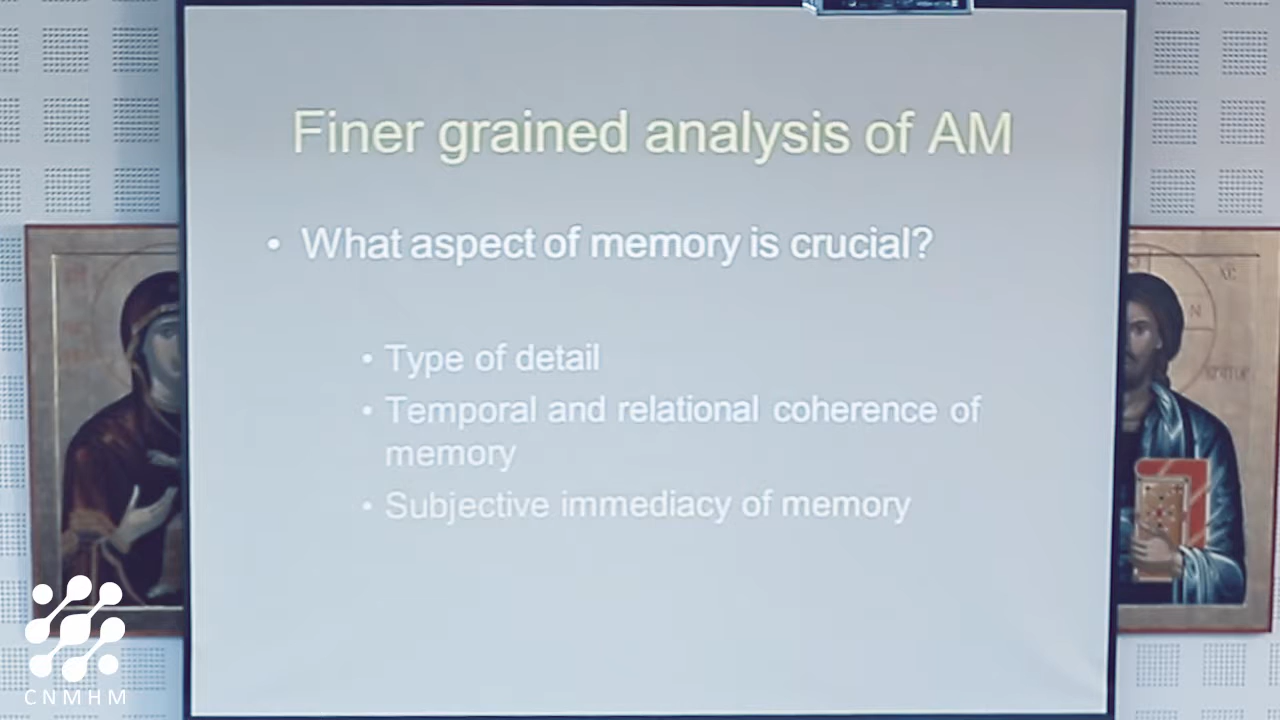 Finer grained analysis of AM
• What aspect of memory is crucial?
• Type of detail
• Temporal and relational coherence of
memory
• Subjective immediacy of memory
CNMHM